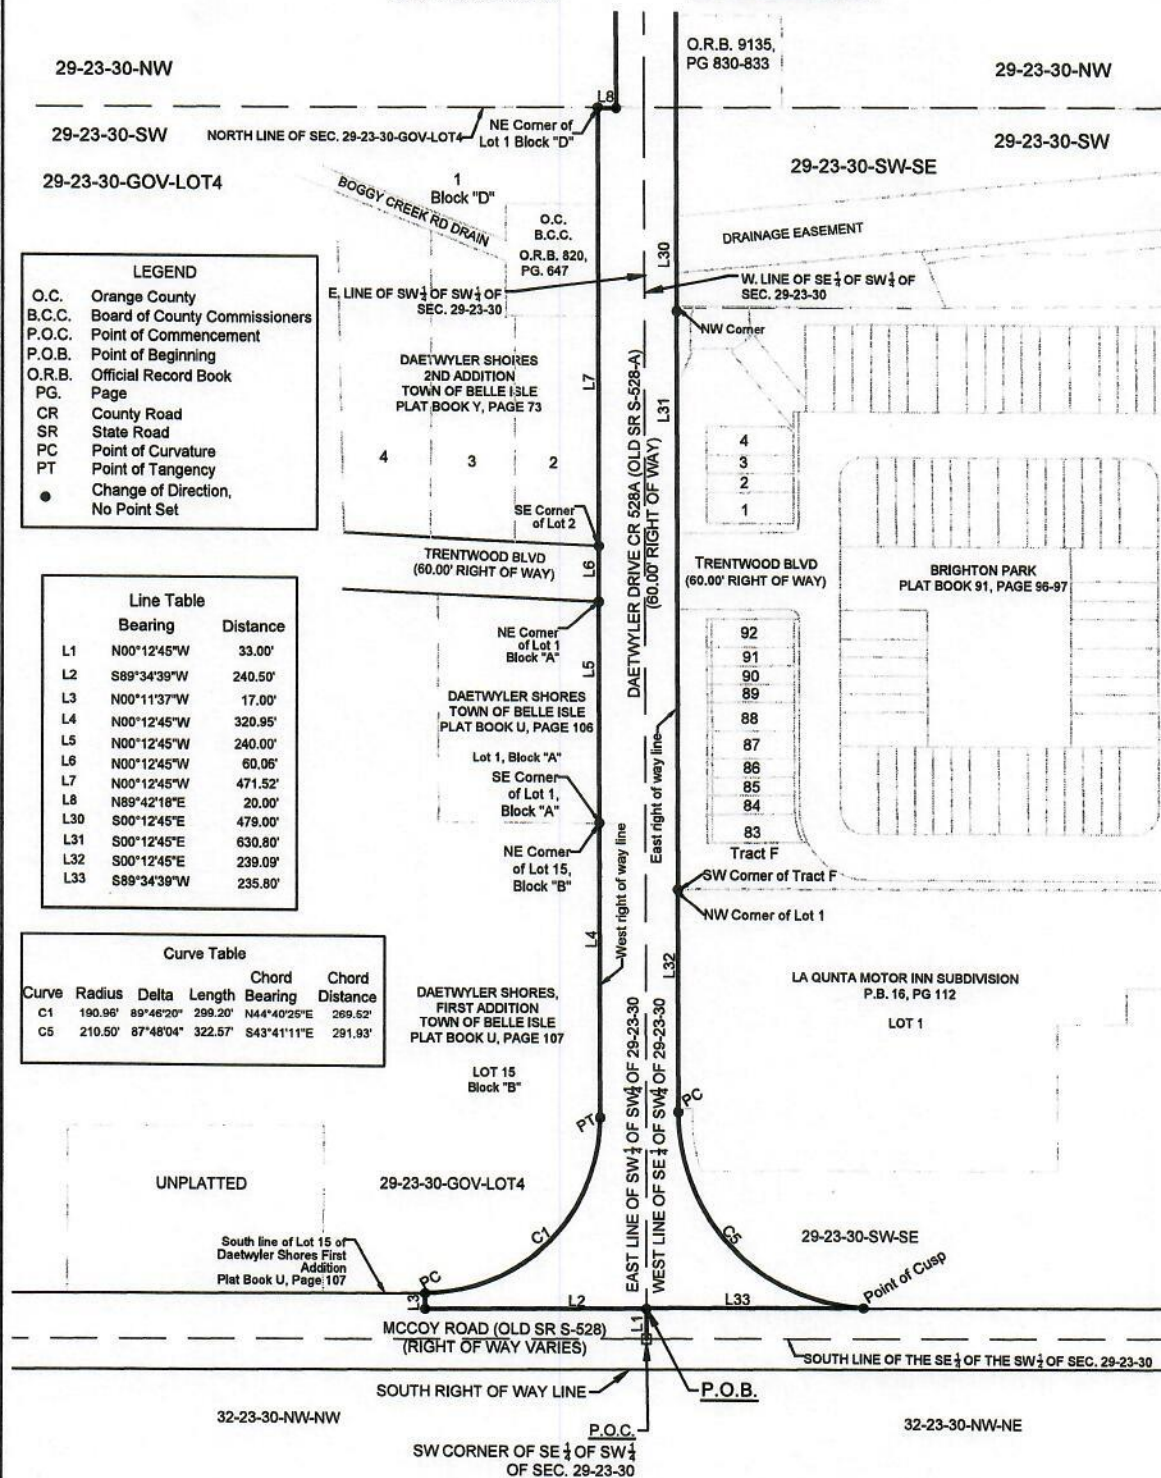 O.R.B. 9135,
PG 830-833
29-23-30-NW
29-23-30-NW
L8
NE Corner of
Lot 1 Block "D"
NORTH LINE OF SEC. 29-23-30-GOV-LOT4
29-23-30-SW
29-23-30-SW
29-23-30-GOV-LOT4
29-23-30-SW-SE
1
Block "D"
BOGGY CREEK RD DRAIN
O.C.
B.C.C.
O.R.B. 820,
PG. 647
DRAINAGE EASEMENT
L30
E. LINE OF SW¼ OF SW¼ OF
SEC. 29-23-30
W. LINE OF SE ¼ OF SW¼ OF
SEC. 29-23-30
NW Corner
LEGEND
O.C. Orange County
B.C.C. Board of County Commissioners
P.O.C. Point of Commencement
P.O.B. Point of Beginning
O.R.B. Official Record Book
PG. Page
CR County Road
SR State Road
PC Point of Curvature
PT Point of Tangency
Change of Direction,
No Point Set
DAETWYLER SHORES
2ND ADDITION
TOWN OF BELLE ISLE
PLAT BOOK Y, PAGE 73
L7
L31
DAETWYLER DRIVE CR 528A (OLD SR S-528-A)
(60.00' RIGHT OF WAY)
4
3
2
4
3
2
1
SE Corner
of Lot 2
TRENTWOOD BLVD
(60.00' RIGHT OF WAY)
L6
TRENTWOOD BLVD
(60.00' RIGHT OF WAY)
BRIGHTON PARK
PLAT BOOK 91, PAGE 96-97
Line Table
Bearing Distance
L1 N00°12'45"W 33.00'
L2 S89°34'39"W 240.50'
L3 N00°11'37"W 17.00'
L4 N00°12'45"W 320.95'
L5 N00°12'45"W 240.00'
L6 N00°12'45"W 60.06'
L7 N00°12'45"W 471.52'
L8 N89°42'18"E 20.00'
L30 S00°12'45"E 479.00'
L31 S00°12'45"E 630.80'
L32 S00°12'45"E 239.09'
L33 S89°34'39"W 235.80'
NE Corner
of Lot 1
Block "A"
L5
DAETWYLER SHORES
TOWN OF BELLE ISLE
PLAT BOOK U, PAGE 106
Lot 1, Block "A"
SE Corner
of Lot 1,
Block "A"
NE Corner
of Lot 15,
Block "B"
West right of way line
East right of way line
92
91
90
89
88
87
86
85
84
83
Tract F
SW Corner of Tract F
NW Corner of Lot 1
L4
L32
Curve Table
Curve Radius Delta Length Chord Bearing Chord Distance
C1 190.96' 89°46'20" 299.20' N44°40'25"E 269.52'
C5 210.50' 87°48'04" 322.57' S43°41'11"E 291.93'
DAETWYLER SHORES,
FIRST ADDITION
TOWN OF BELLE ISLE
PLAT BOOK U, PAGE 107
LOT 15
Block "B"
LA QUNTA MOTOR INN SUBDIVISION
P.B. 16, PG 112
LOT 1
EAST LINE OF SW¼ OF SW¼ OF 29-23-30
WEST LINE OF SE ¼ OF SW¼ OF 29-23-30
PT
PC
UNPLATTED
29-23-30-GOV-LOT4
C1
C5
29-23-30-SW-SE
South line of Lot 15 of
Daetwyler Shores First
Addition
Plat Book U, Page 107
PC
Point of Cusp
L3
L2
L33
L1
MCCOY ROAD (OLD SR S-528)
(RIGHT OF WAY VARIES)
SOUTH LINE OF THE SE ¼ OF THE SW ¼ OF SEC. 29-23-30
SOUTH RIGHT OF WAY LINE
P.O.B.
32-23-30-NW-NW
32-23-30-NW-NE
P.O.C.
SW CORNER OF SE ¼ OF SW¼
OF SEC. 29-23-30